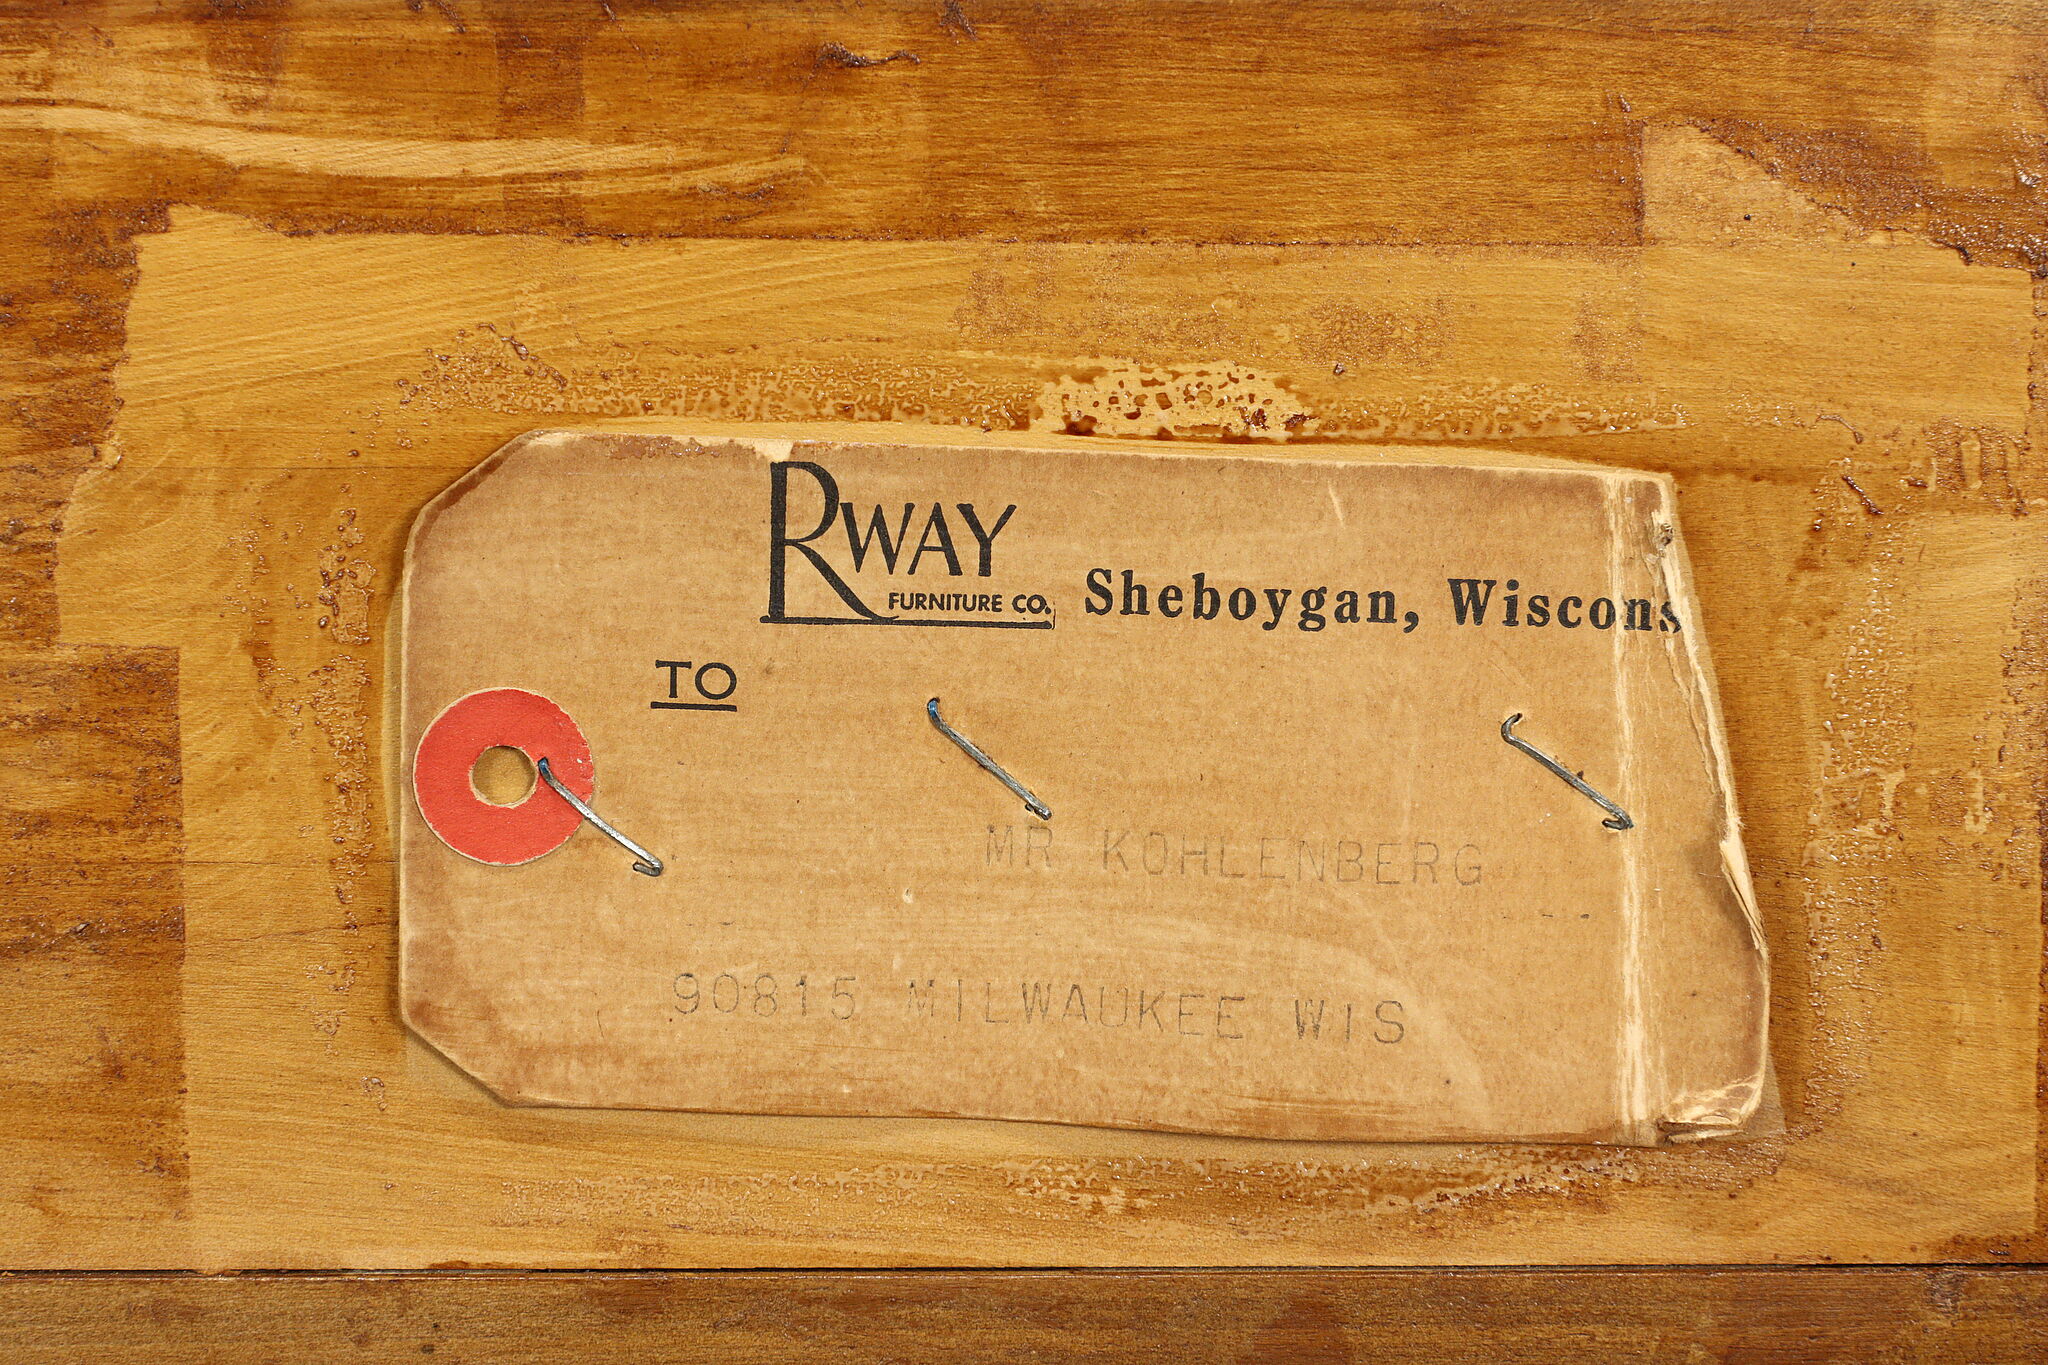 RWAY
FURNITURE CO. Sheboygan, Wiscons
TO
MR KOHLENBERG
90815 MILWAUKEE WIS